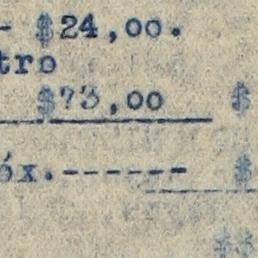 - $24,00.
tro
$73,00 $
óx.------ $